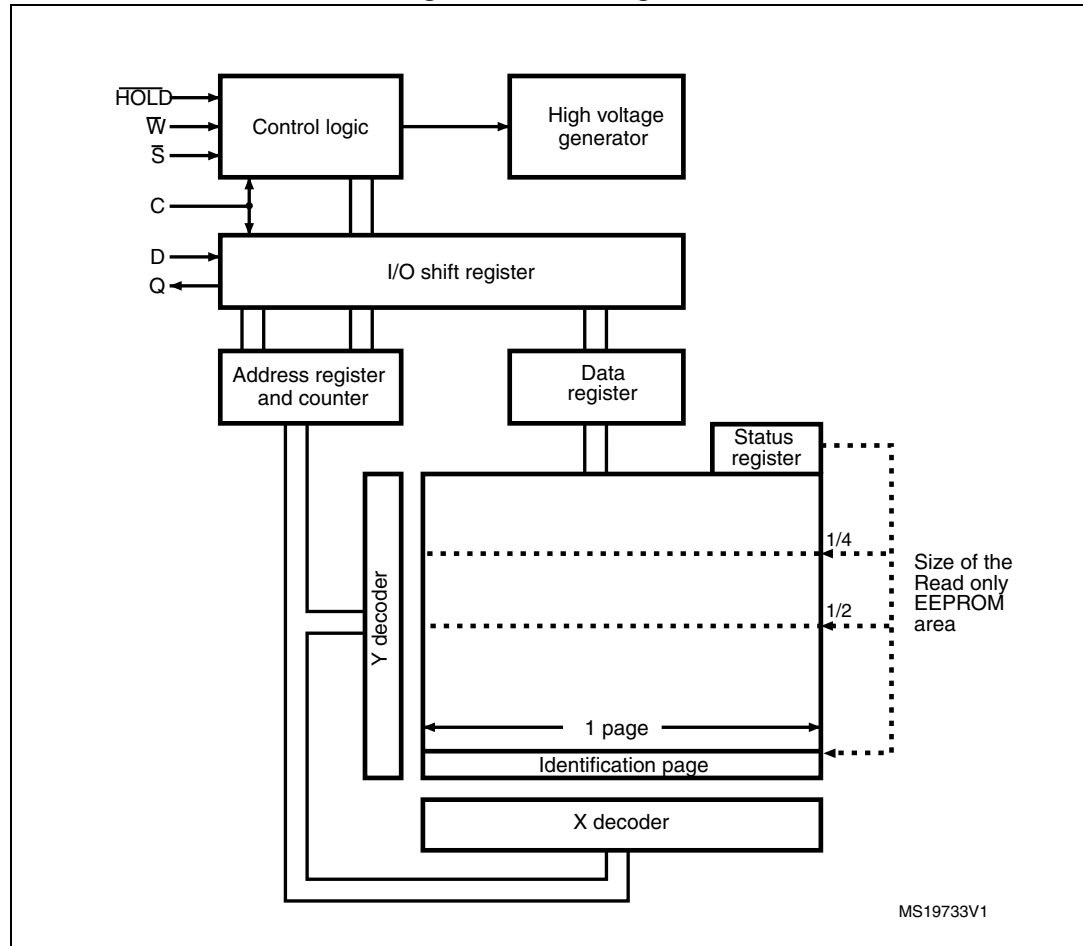 H̅O̅L̅D̅
W̅
S̅
C
D
Q
Control logic
High voltage
generator
I/O shift register
Address register
and counter
Data
register
Status
register
Y decoder
1/4
1/2
Size of the
Read only
EEPROM
area
1 page
Identification page
X decoder
MS19733V1